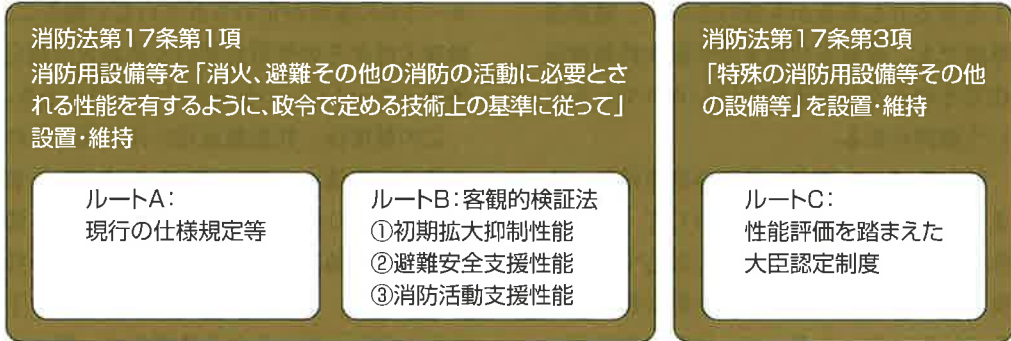 消防法第17条第1項
消防用設備等を「消火、避難その他の消防の活動に必要とさ
れる性能を有するように、政令で定める技術上の基準に従って」
設置・維持
ルートA：
現行の仕様規定等
ルートB：客観的検証法
①初期拡大抑制性能
②避難安全支援性能
③消防活動支援性能
消防法第17条第3項
「特殊の消防用設備等その他
の設備等」を設置・維持
ルートC：
性能評価を踏まえた
大臣認定制度